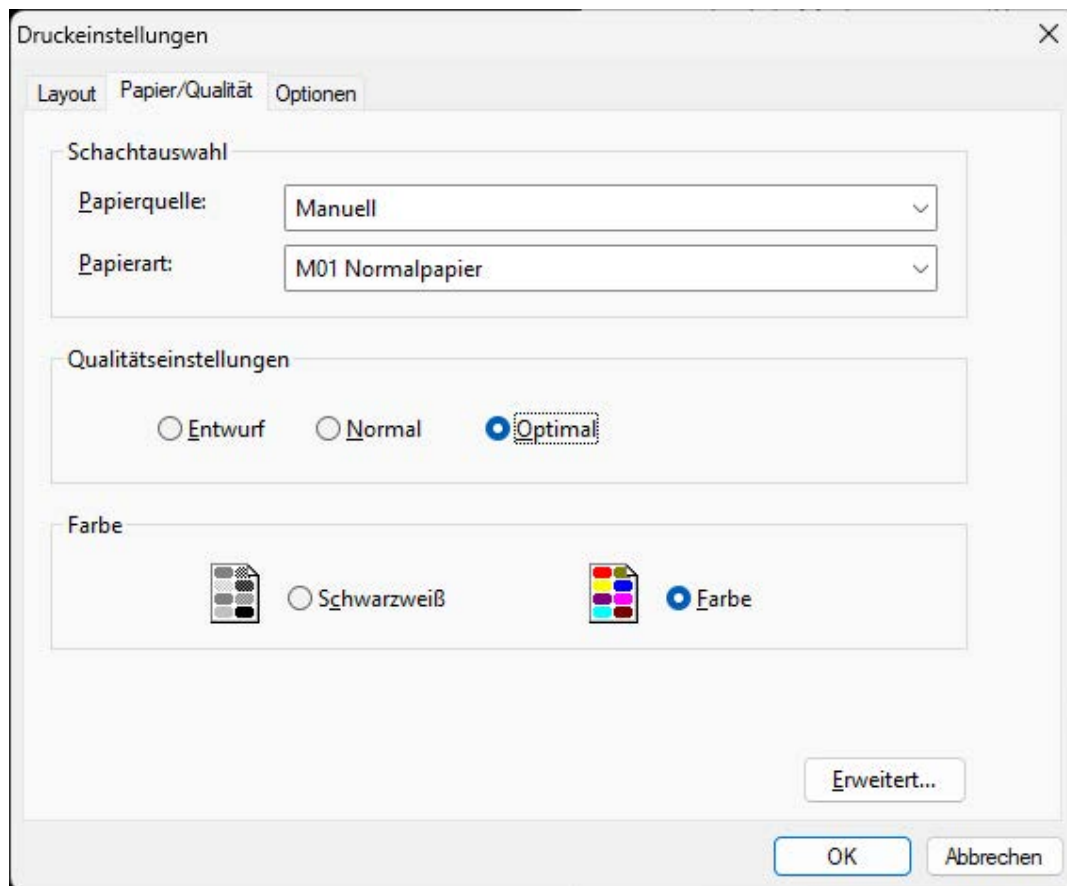 Druckeinstellungen
Layout Papier/Qualität Optionen
Schachtauswahl
Papierquelle: Manuell
Papierart: M01 Normalpapier
Qualitätseinstellungen
Entwurf Normal Optimal
Farbe
Schwarzweiß Farbe
Erweitert...
OK Abbrechen